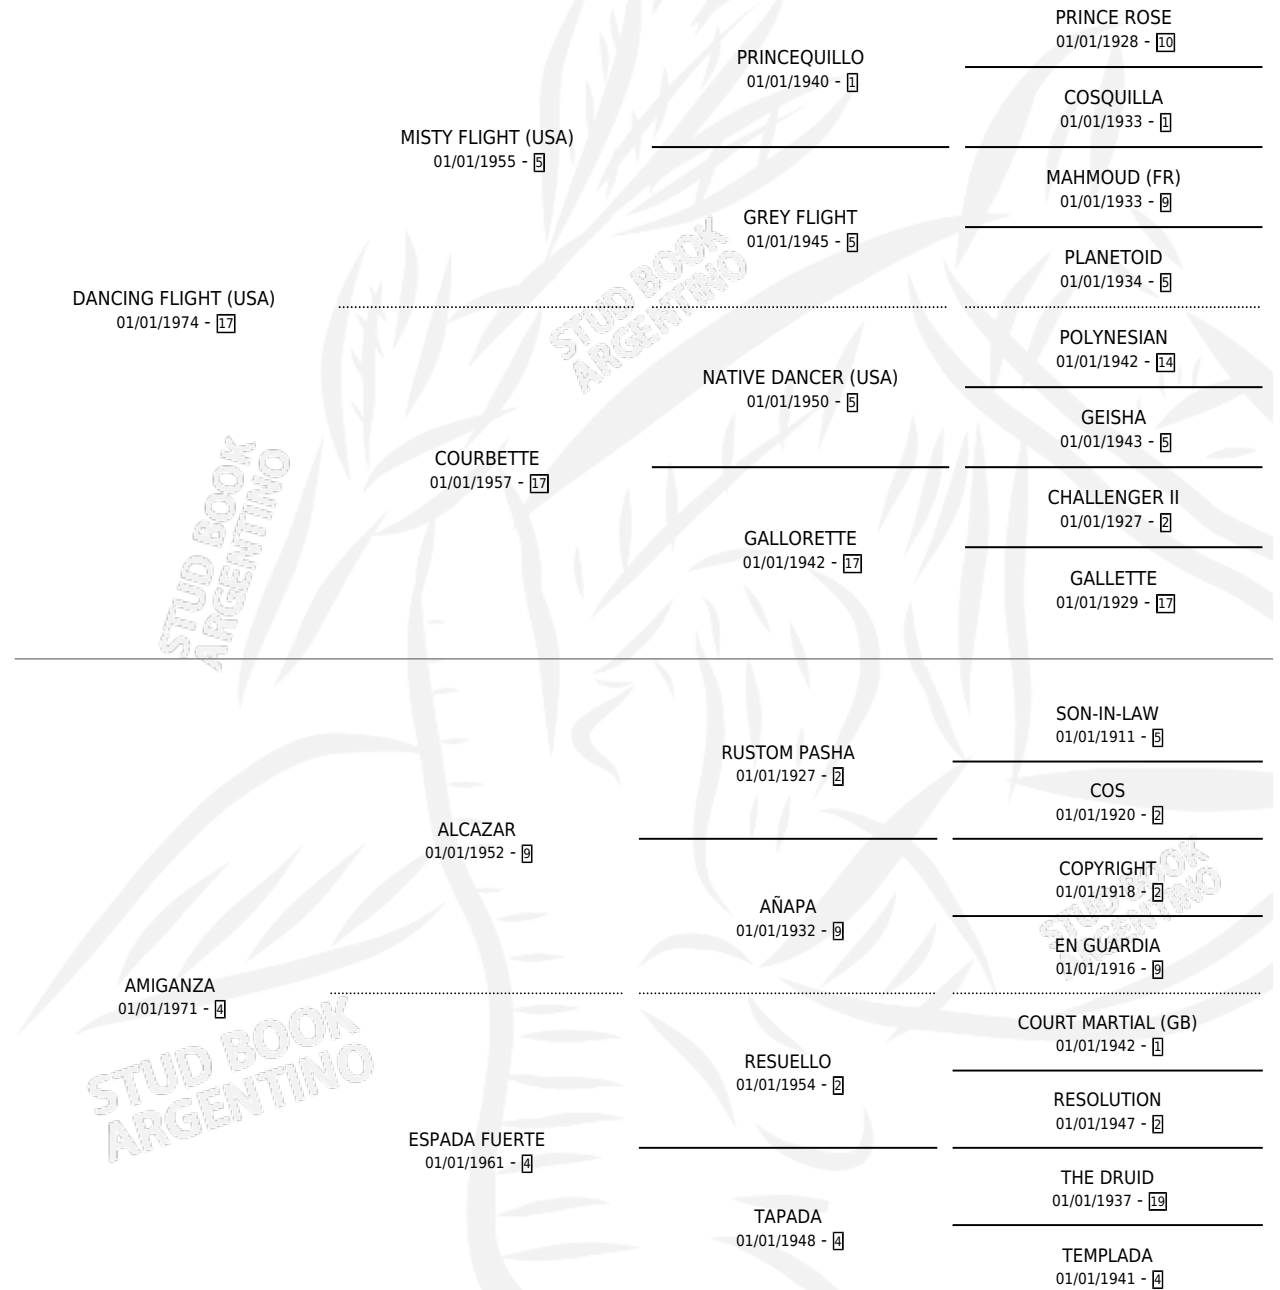 PRINCE ROSE
01/01/1928 - 10
PRINCEQUILLO
01/01/1940 - 1
COSQUILLA
01/01/1933 - 1
MISTY FLIGHT (USA)
01/01/1955 - 5
MAHMOUD (FR)
01/01/1933 - 9
GREY FLIGHT
01/01/1945 - 5
PLANETOID
01/01/1934 - 5
DANCING FLIGHT (USA)
01/01/1974 - 17
STUD BOOK
ARGENTINO
POLYNESIAN
01/01/1942 - 14
NATIVE DANCER (USA)
01/01/1950 - 5
GEISHA
01/01/1943 - 5
COURBETTE
01/01/1957 - 17
CHALLENGER II
01/01/1927 - 2
GALLORETTE
01/01/1942 - 17
GALLETTE
01/01/1929 - 17
STUD BOOK
ARGENTINO
SON-IN-LAW
01/01/1911 - 5
RUSTOM PASHA
01/01/1927 - 2
COS
01/01/1920 - 2
ALCAZAR
01/01/1952 - 9
COPYRIGHT
01/01/1918 - 2
AÑAPA
01/01/1932 - 9
EN GUARDIA
01/01/1916 - 9
STUD BOOK
ARGENTINO
AMIGANZA
01/01/1971 - 4
COURT MARTIAL (GB)
01/01/1942 - 1
RESUELLO
01/01/1954 - 2
RESOLUTION
01/01/1947 - 2
STUD BOOK
ARGENTINO
ESPADA FUERTE
01/01/1961 - 4
THE DRUID
01/01/1937 - 19
TAPADA
01/01/1948 - 4
TEMPLADA
01/01/1941 - 4